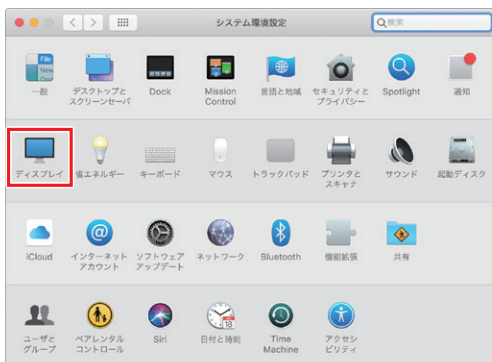 システム環境設定
検索
File
New
Ope
一般
デスクトップと
スクリーンセーバ
Dock
Mission
Control
言語と地域
セキュリティと
プライバシー
Spotlight
通知
ディスプレイ
省エネルギー
キーボード
マウス
トラックパッド
プリンタと
スキャナ
サウンド
起動ディスク
iCloud
インターネット
アカウント
ソフトウェア
アップデート
ネットワーク
Bluetooth
機能拡張
共有
ユーザと
グループ
ペアレンタル
コントロール
Siri
18
日付と時刻
Time
Machine
アクセシ
ビリティ